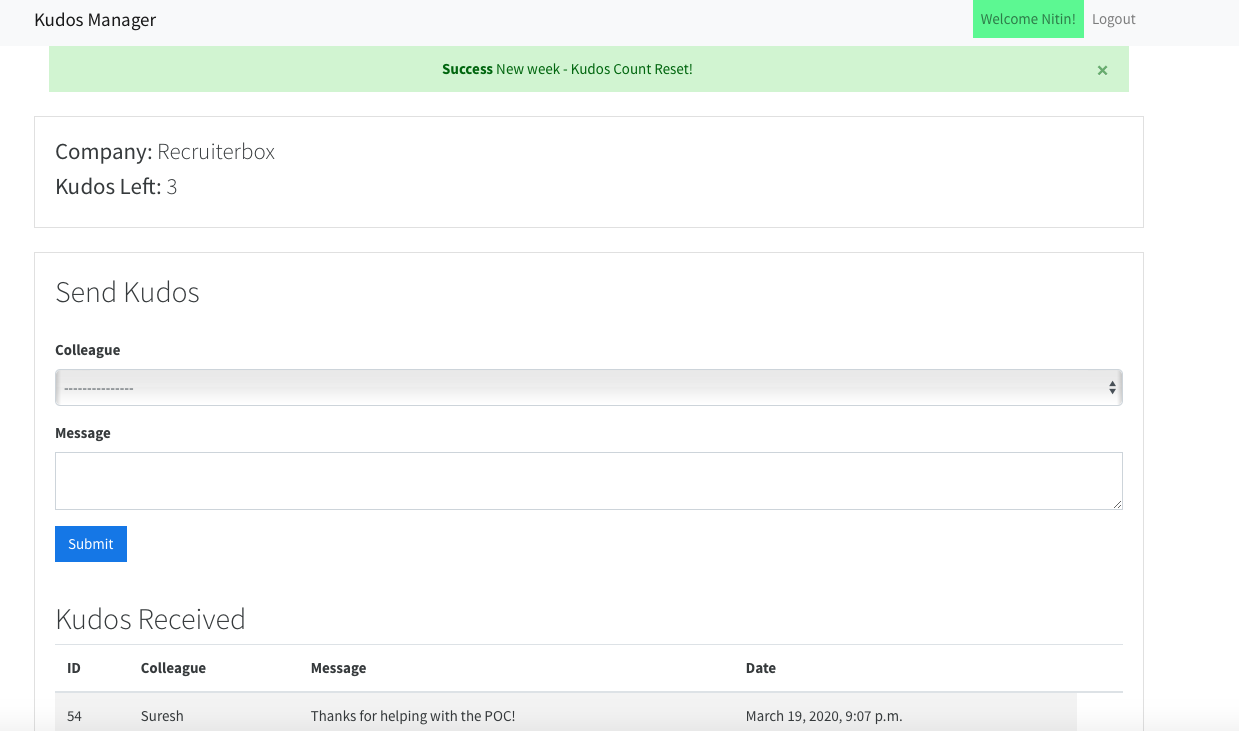 Kudos Manager
Welcome Nitin! Logout
Success New week - Kudos Count Reset! ×
Company: Recruiterbox
Kudos Left: 3
Send Kudos
Colleague
---------------
Message
Submit
Kudos Received
ID Colleague Message Date
54 Suresh Thanks for helping with the POC! March 19, 2020, 9:07 p.m.